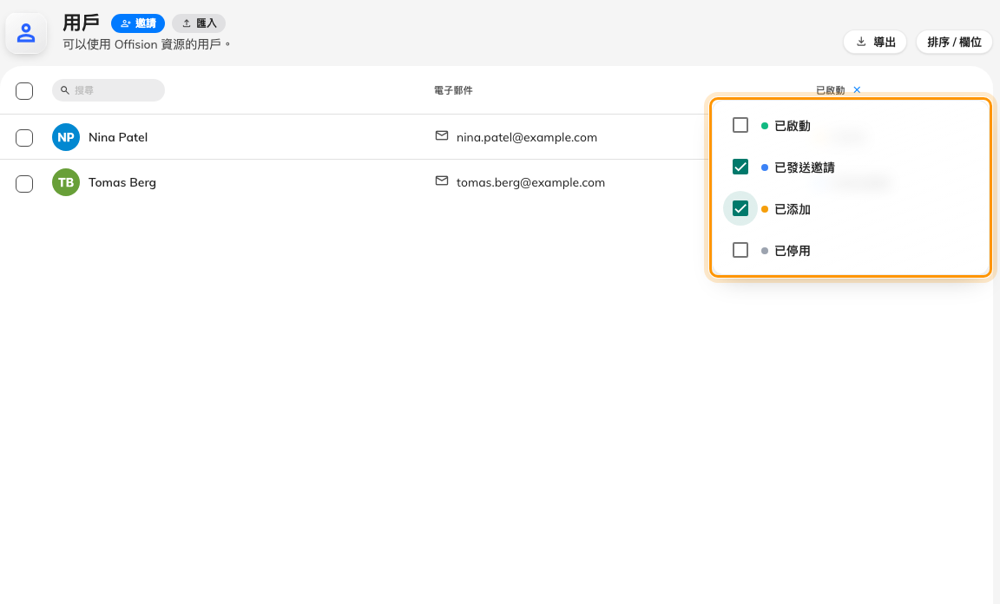 用戶 邀請 匯入
可以使用 Offision 資源的用戶。
導出 排序 / 欄位
搜尋 電子郵件 已啟動
NP Nina Patel nina.patel@example.com
TB Tomas Berg tomas.berg@example.com
已啟動
已發送邀請
已添加
已停用